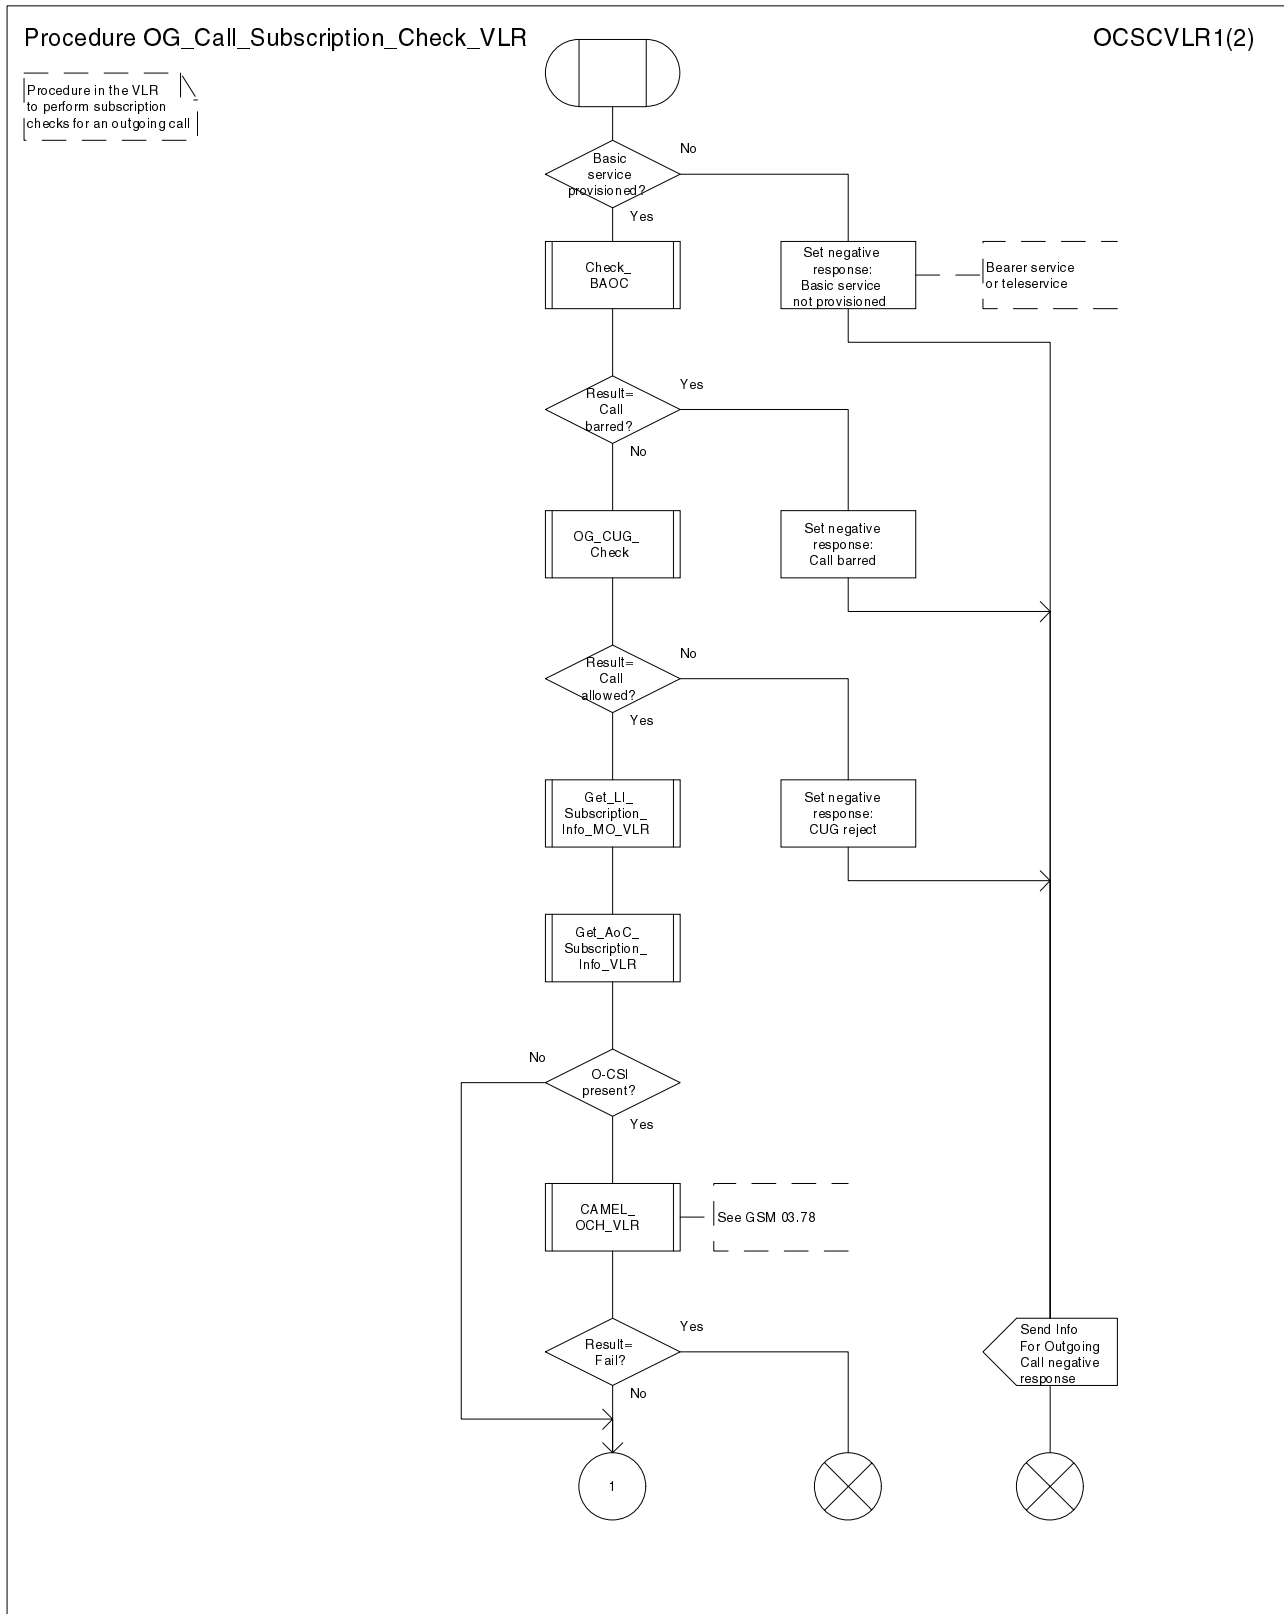 Procedure OG_Call_Subscription_Check_VLR
OCSCVLR1(2)
Procedure in the VLR
to perform subscription
checks for an outgoing call
Basic
service
provisioned?
No
Yes
Check_
BAOC
Set negative
response:
Basic service
not provisioned
Bearer service
or teleservice
Result=
Call
barred?
Yes
No
OG_CUG_
Check
Set negative
response:
Call barred
Result=
Call
allowed?
No
Yes
Get_LI_
Subscription_
Info_MO_VLR
Set negative
response:
CUG reject
Get_AoC_
Subscription_
Info_VLR
No
O-CSI
present?
Yes
CAMEL_
OCH_VLR
See GSM 03.78
Result=
Fail?
Yes
No
Send Info
For Outgoing
Call negative
response
1